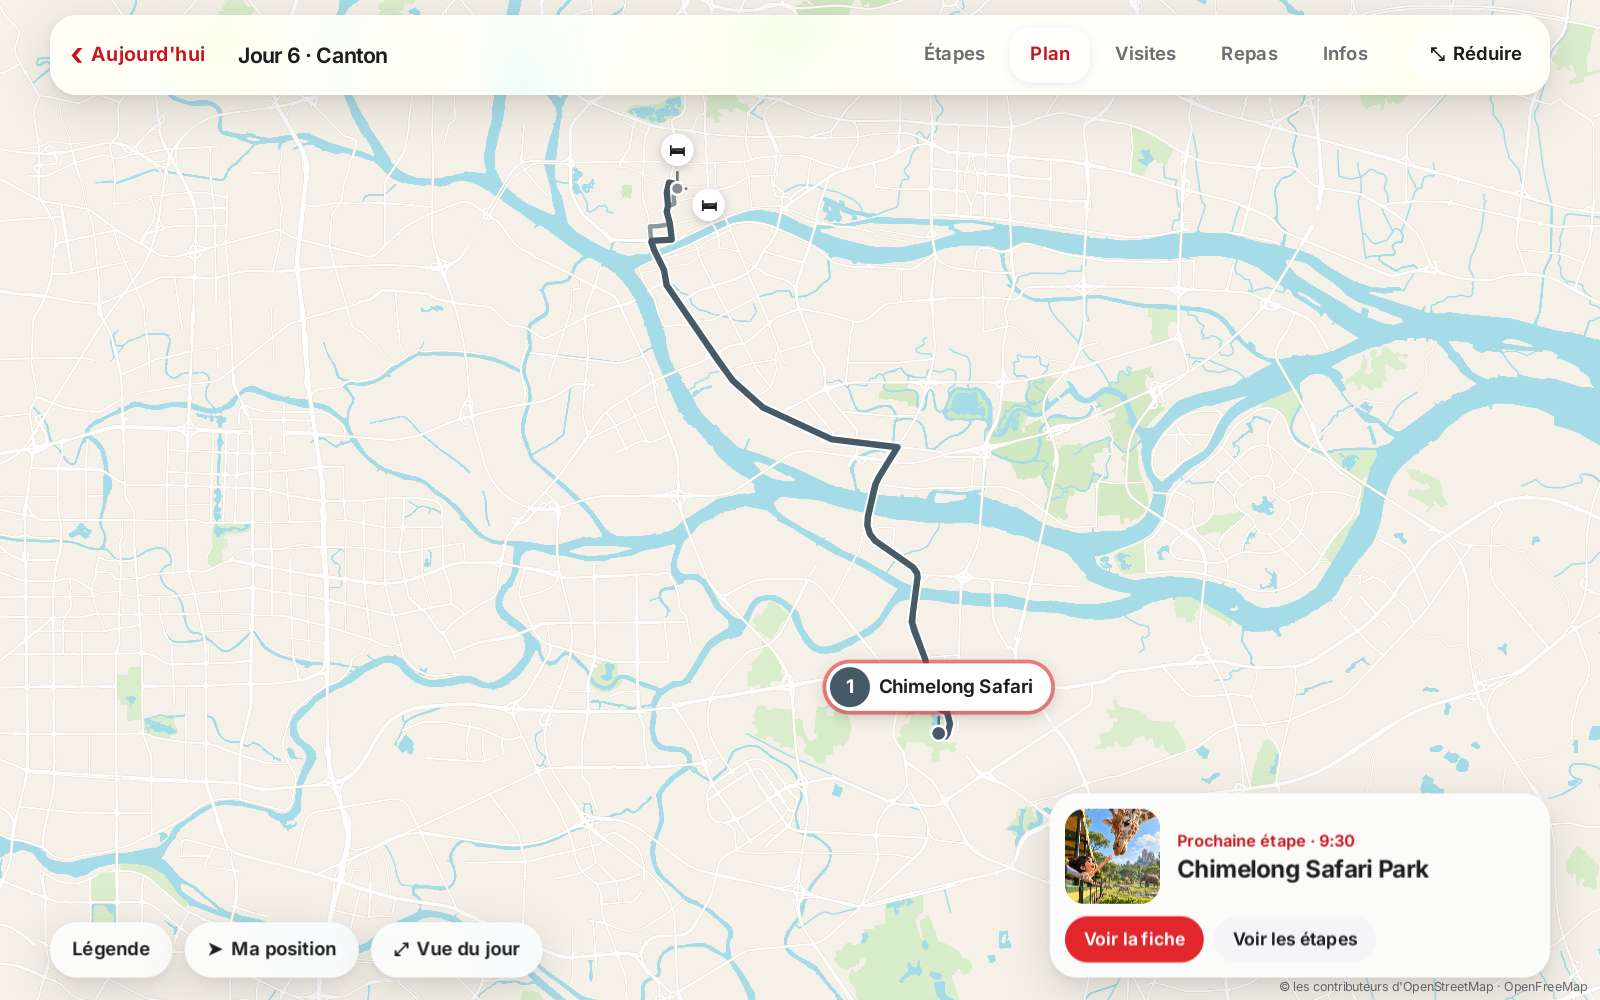 Aujourd'hui
Jour 6 · Canton
Étapes
Plan
Visites
Repas
Infos
Réduire
1 Chimelong Safari
Prochaine étape · 9:30
Chimelong Safari Park
Voir la fiche
Voir les étapes
Légende
Ma position
Vue du jour
© les contributeurs d'OpenStreetMap · OpenFreeMap